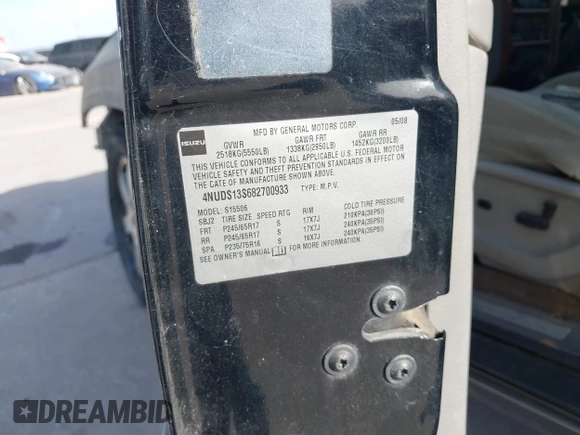 ISUZU
MFD BY GENERAL MOTORS CORP. 05/08
GVWR GAWR FRT GAWR RR
2518KG(5550LB) 1338KG(2950LB) 1452KG(3200LB)
THIS VEHICLE CONFORMS TO ALL APPLICABLE U.S. FEDERAL MOTOR
VEHICLE SAFETY AND THEFT PREVENTION STANDARDS IN EFFECT ON
THE DATE OF MANUFACTURE SHOWN ABOVE.
4NUDS13S682700933 TYPE: M.P.V.
MODEL: S15506
SBJ2 TIRE SIZE SPEED RTG RIM COLD TIRE PRESSURE
FRT P245/65R17 S 17X7J 210KPA(30PSI)
RR P245/65R17 S 17X7J 240KPA(35PSI)
SPA P235/75R16 S 16X7J 240KPA(35PSI)
SEE OWNER'S MANUAL FOR MORE INFORMATION.
DREAMBID